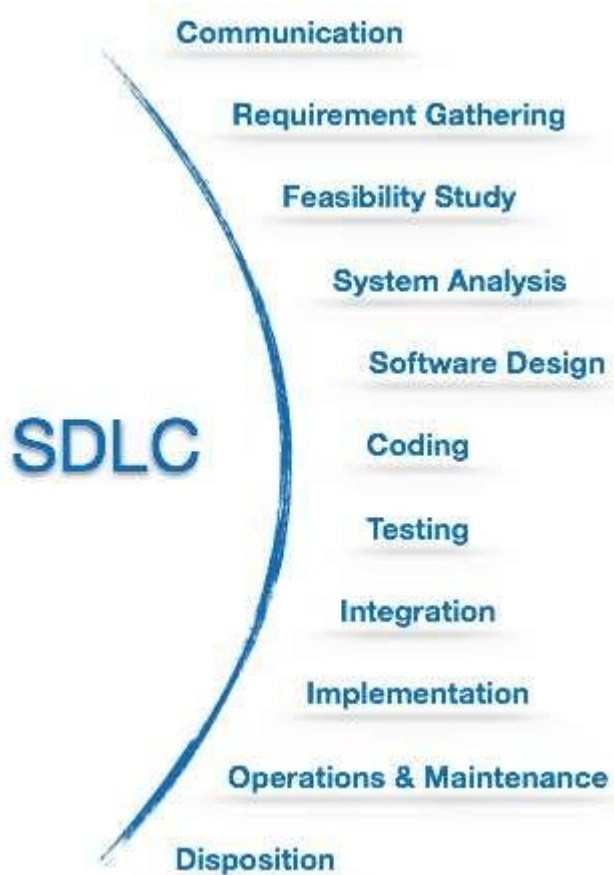 Communication
Requirement Gathering
Feasibility Study
System Analysis
Software Design
SDLC
Coding
Testing
Integration
Implementation
Operations & Maintenance
Disposition